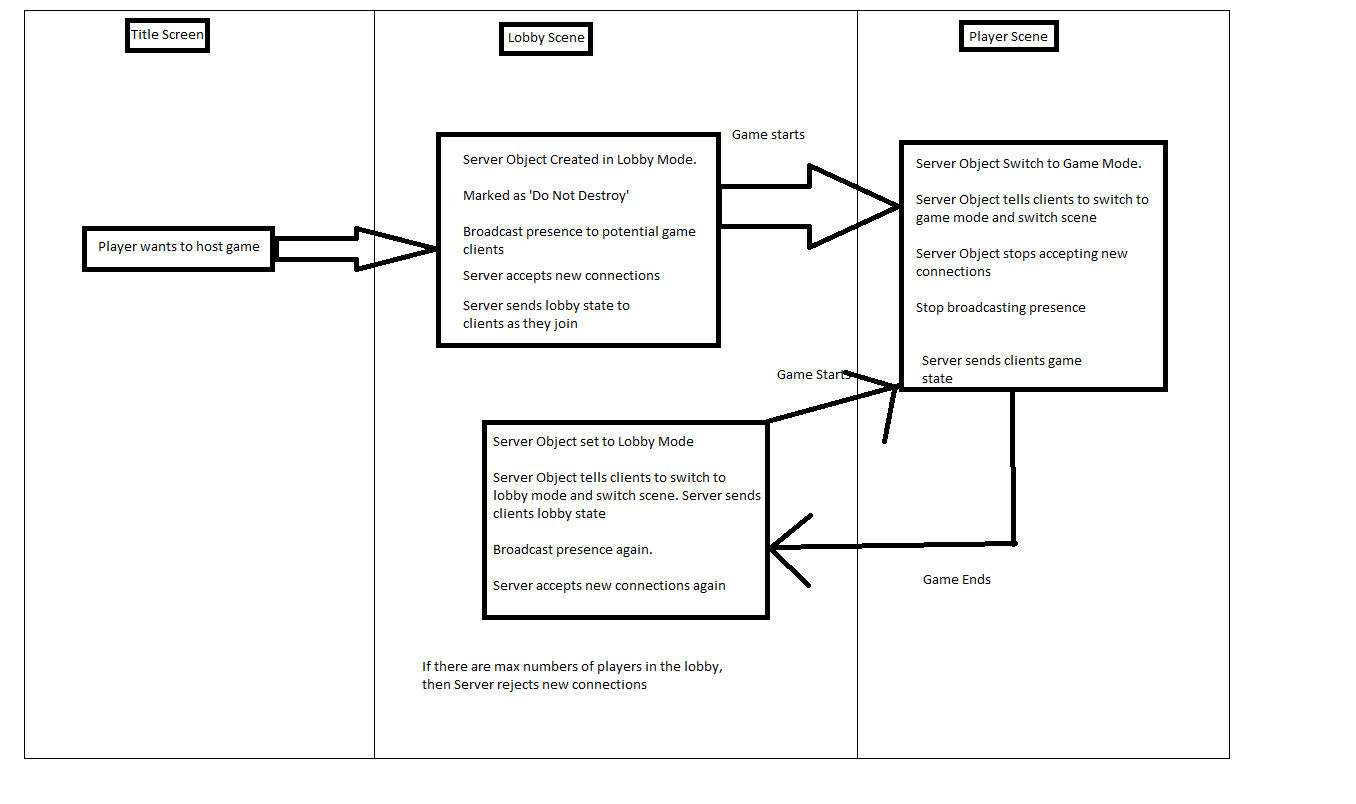 Title Screen
Lobby Scene
Player Scene
Player wants to host game
Server Object Created in Lobby Mode.
Marked as 'Do Not Destroy'
Broadcast presence to potential game
clients
Server accepts new connections
Server sends lobby state to
clients as they join
Game starts
Server Object Switch to Game Mode.
Server Object tells clients to switch to
game mode and switch scene
Server Object stops accepting new
connections
Stop broadcasting presence
Server sends clients game
state
Game Starts
Server Object set to Lobby Mode
Server Object tells clients to switch to
lobby mode and switch scene. Server sends
clients lobby state
Broadcast presence again.
Server accepts new connections again
Game Ends
If there are max numbers of players in the lobby,
then Server rejects new connections